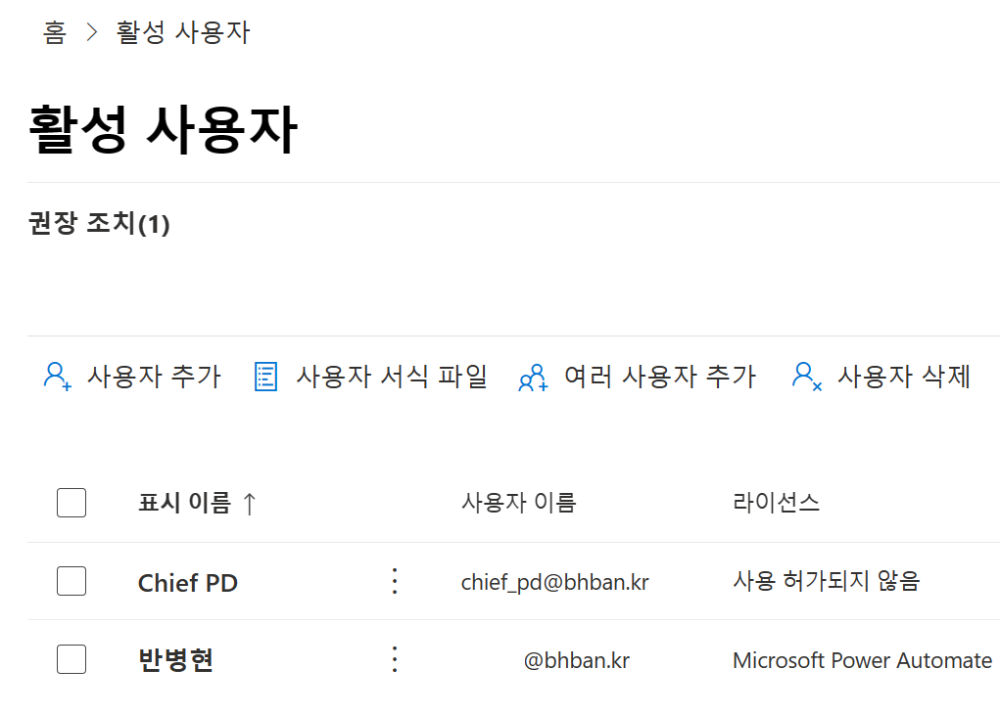 홈 > 활성 사용자
활성 사용자
권장 조치(1)
사용자 추가 사용자 서식 파일 여러 사용자 추가 사용자 삭제
표시 이름 ↑ 사용자 이름 라이선스
Chief PD chief_pd@bhban.kr 사용 허가되지 않음
반병현 @bhban.kr Microsoft Power Automate